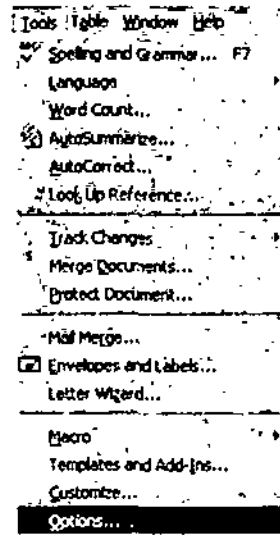 Tools Table Window Help
Spelling and Grammar... F7
Language
Word Count...
AutoSummarize...
AutoCorrect...
Look Up Reference...
Track Changes
Merge Documents...
Protect Document...
Mail Merge...
Envelopes and Labels...
Letter Wizard...
Macro
Templates and Add-Ins...
Customize...
Options...